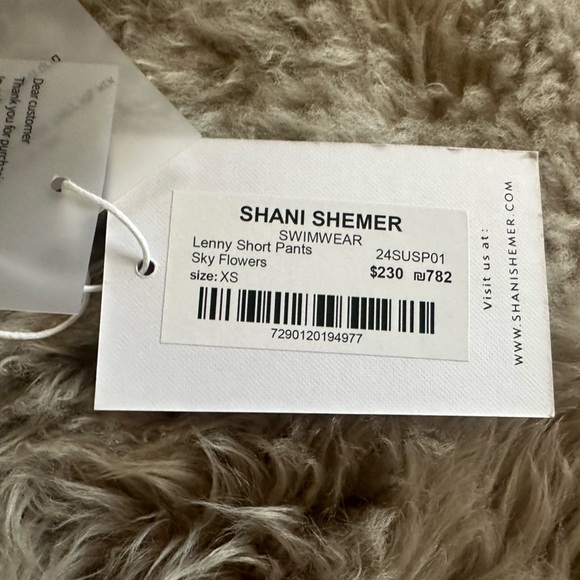 SHANI SHEMER
SWIMWEAR
Lenny Short Pants 24SUSP01
Sky Flowers $230 ₪782
size: XS
7290120194977
Visit us at:
WWW.SHANISHEMER.COM
Dear customer
Thank you for